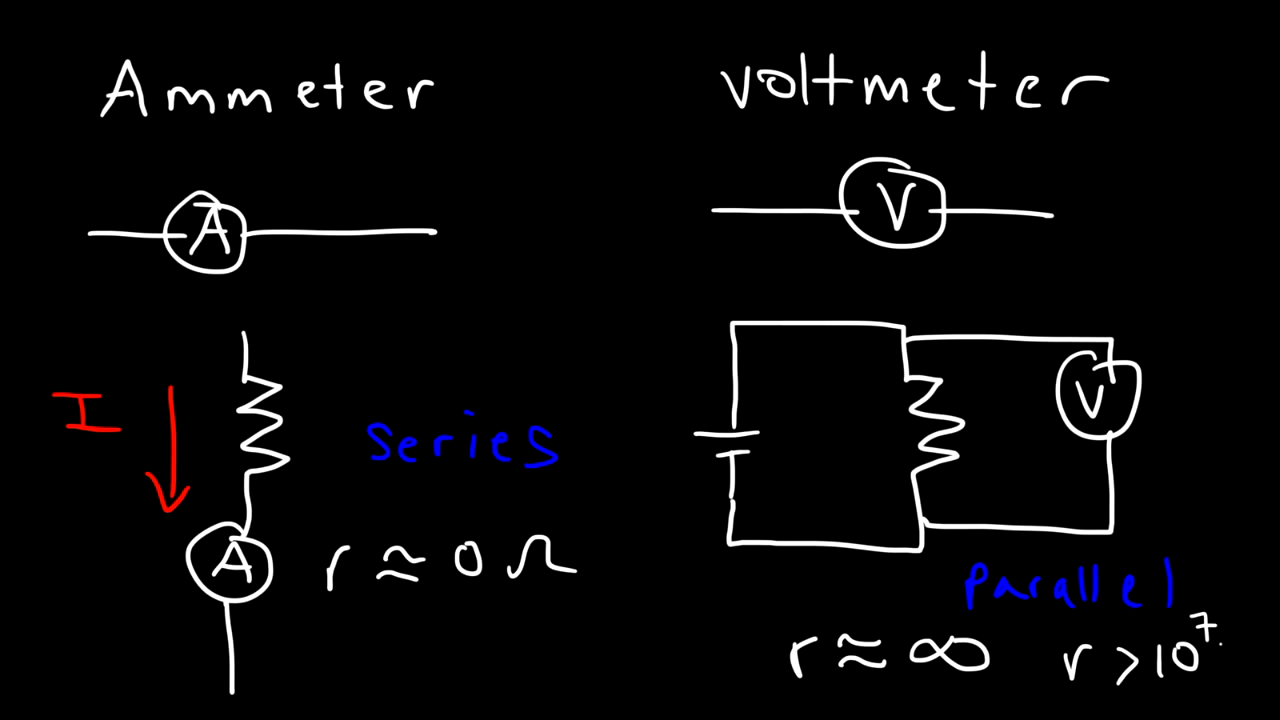 Ammeter
voltmeter
A
V
I
series
V
A
r ≈ 0 Ω
parallel
r ≈ ∞
r > 10⁷